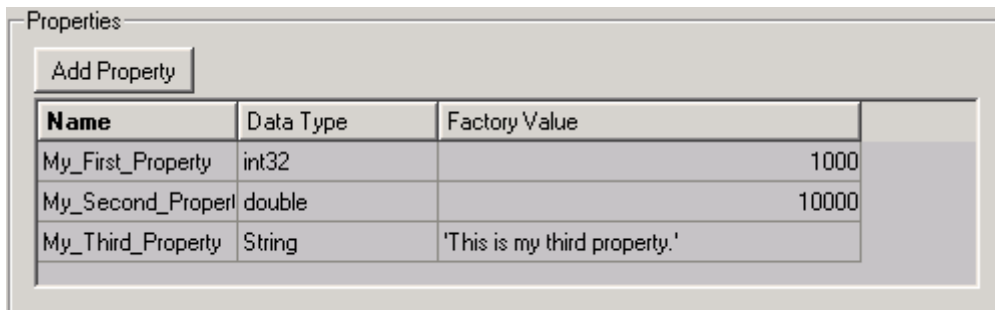 Properties
Add Property
Name Data Type Factory Value
My_First_Property int32 1000
My_Second_Propert double 10000
My_Third_Property String 'This is my third property.'